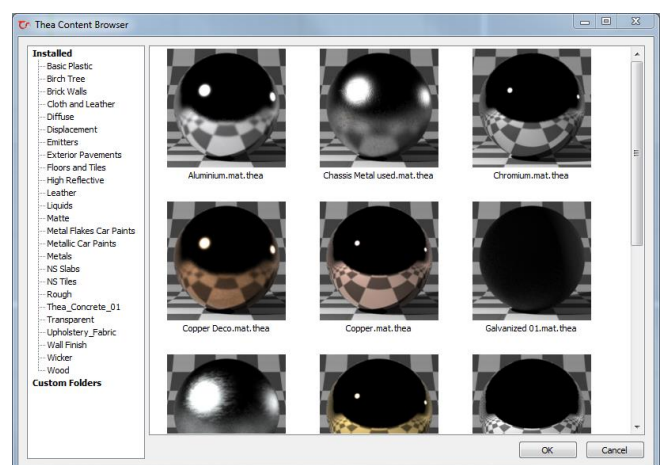 Thea Content Browser
Installed
Basic Plastic
Birch Tree
Brick Walls
Cloth and Leather
Diffuse
Displacement
Emitters
Exterior Pavements
Floors and Tiles
High Reflective
Leather
Liquids
Matte
Metal Flakes Car Paints
Metallic Car Paints
Metals
NS Slabs
NS Tiles
Rough
Thea_Concrete_01
Transparent
Upholstery_Fabric
Wall Finish
Wicker
Wood
Custom Folders
Aluminium.mat.thea
Chassis Metal used.mat.thea
Chromium.mat.thea
Copper Deco.mat.thea
Copper.mat.thea
Galvanized 01.mat.thea
OK
Cancel